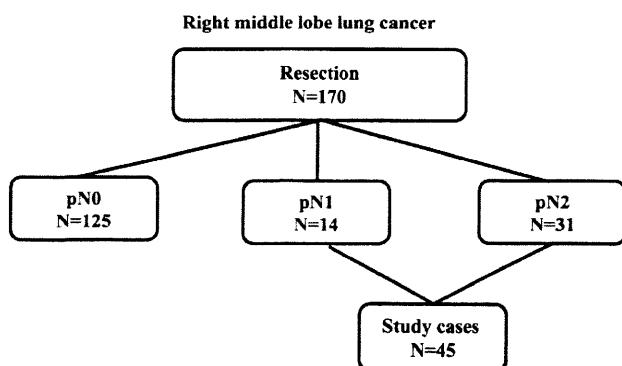 Right middle lobe lung cancer
Resection
N=170
pN0
N=125
pN1
N=14
pN2
N=31
Study cases
N=45